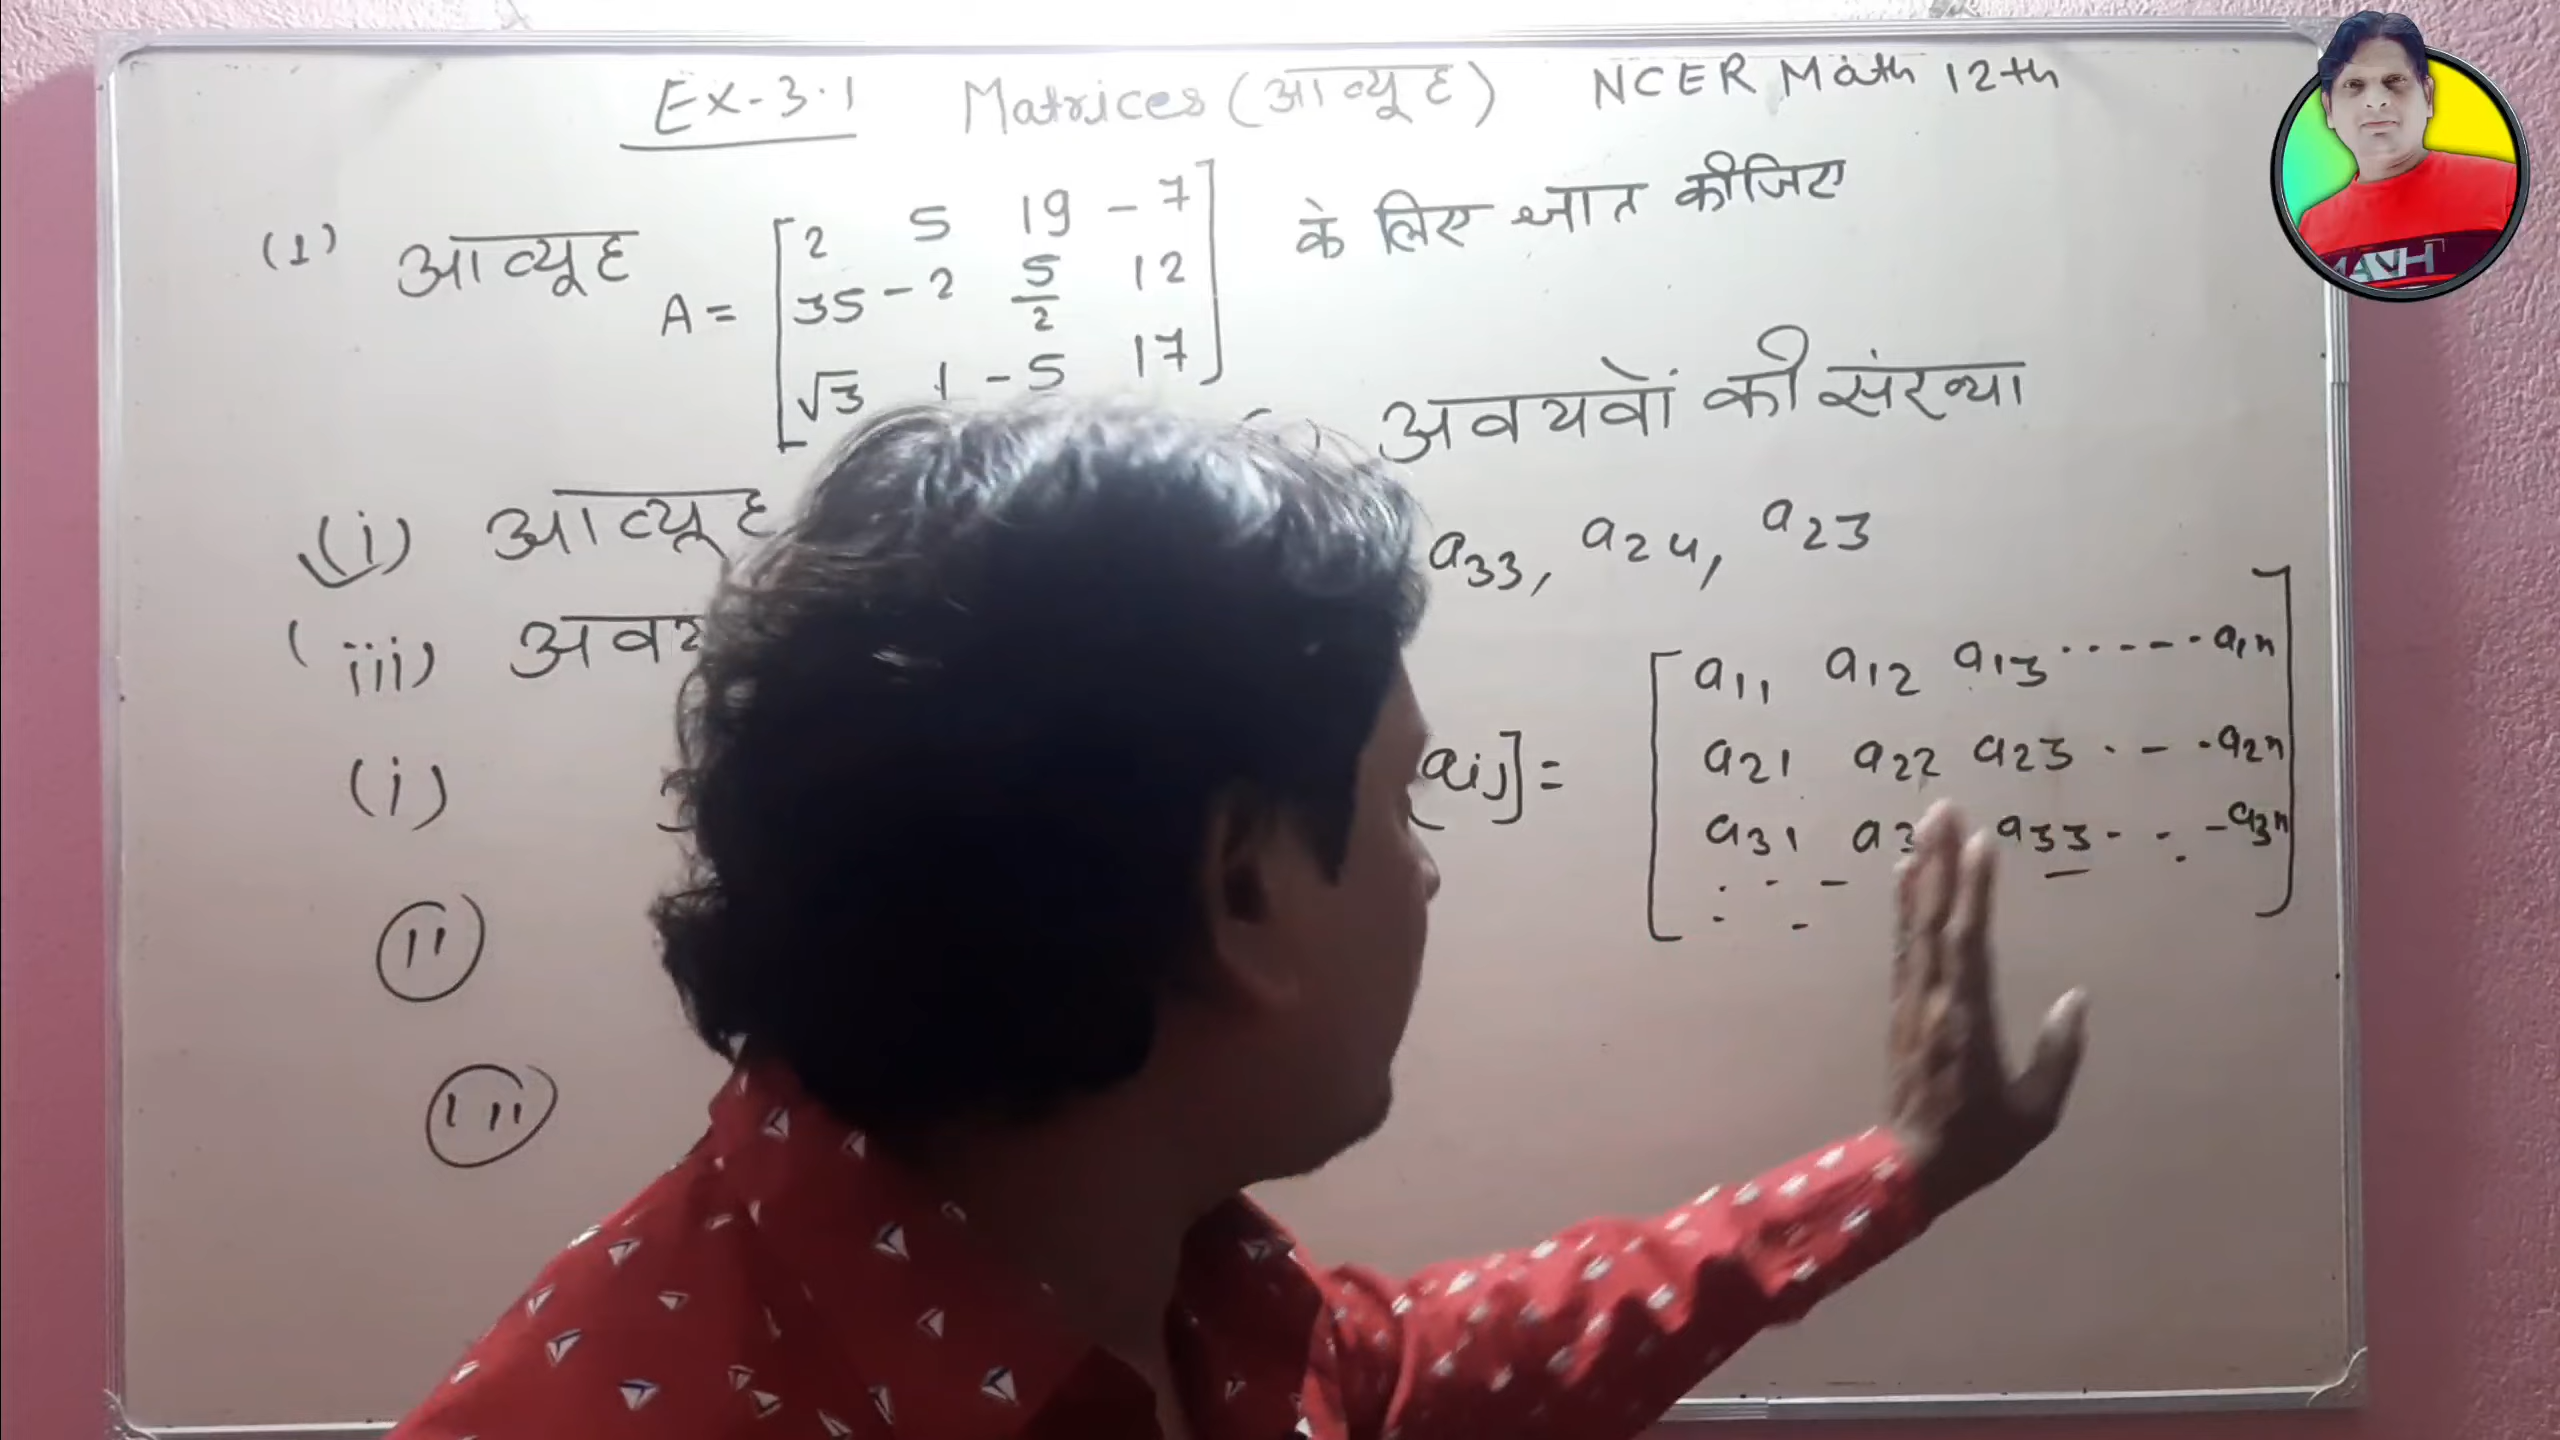 Ex-3.1 Matrices (आव्यूह) NCER Math 12th
(1) आव्यूह A = [2 5 19 -7] के लिए ज्ञात कीजिए
[35 -2 5/2 12]
[√3 1 -5 17]
अवयवों की संख्या
(i) आव्यूह
a33, a24, a23
(iii) अवय
aij] = [a11 a12 a13 ...---. a1n]
[a21 a22 a23 . - -. a2n]
[a31 a3 a33 - - . - a3n]
(i)
ii
iii